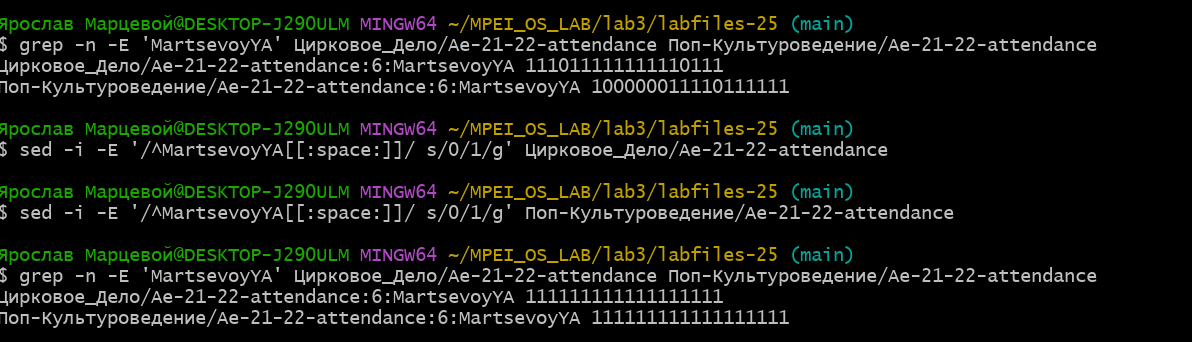 Ярослав Марцевой@DESKTOP-J29OULM MINGW64 ~/MPEI_OS_LAB/lab3/labfiles-25 (main)
$ grep -n -E 'MartsevoyYA' Цирковое_Дело/Ae-21-22-attendance Поп-Культуроведение/Ae-21-22-attendance
Цирковое_Дело/Ae-21-22-attendance:6:MartsevoyYA 111011111111110111
Поп-Культуроведение/Ae-21-22-attendance:6:MartsevoyYA 100000011110111111
Ярослав Марцевой@DESKTOP-J29OULM MINGW64 ~/MPEI_OS_LAB/lab3/labfiles-25 (main)
$ sed -i -E '/^MartsevoyYA[[:space:]]/ s/0/1/g' Цирковое_Дело/Ae-21-22-attendance
Ярослав Марцевой@DESKTOP-J29OULM MINGW64 ~/MPEI_OS_LAB/lab3/labfiles-25 (main)
$ sed -i -E '/^MartsevoyYA[[:space:]]/ s/0/1/g' Поп-Культуроведение/Ae-21-22-attendance
Ярослав Марцевой@DESKTOP-J29OULM MINGW64 ~/MPEI_OS_LAB/lab3/labfiles-25 (main)
$ grep -n -E 'MartsevoyYA' Цирковое_Дело/Ae-21-22-attendance Поп-Культуроведение/Ae-21-22-attendance
Цирковое_Дело/Ae-21-22-attendance:6:MartsevoyYA 111111111111111111
Поп-Культуроведение/Ae-21-22-attendance:6:MartsevoyYA 111111111111111111